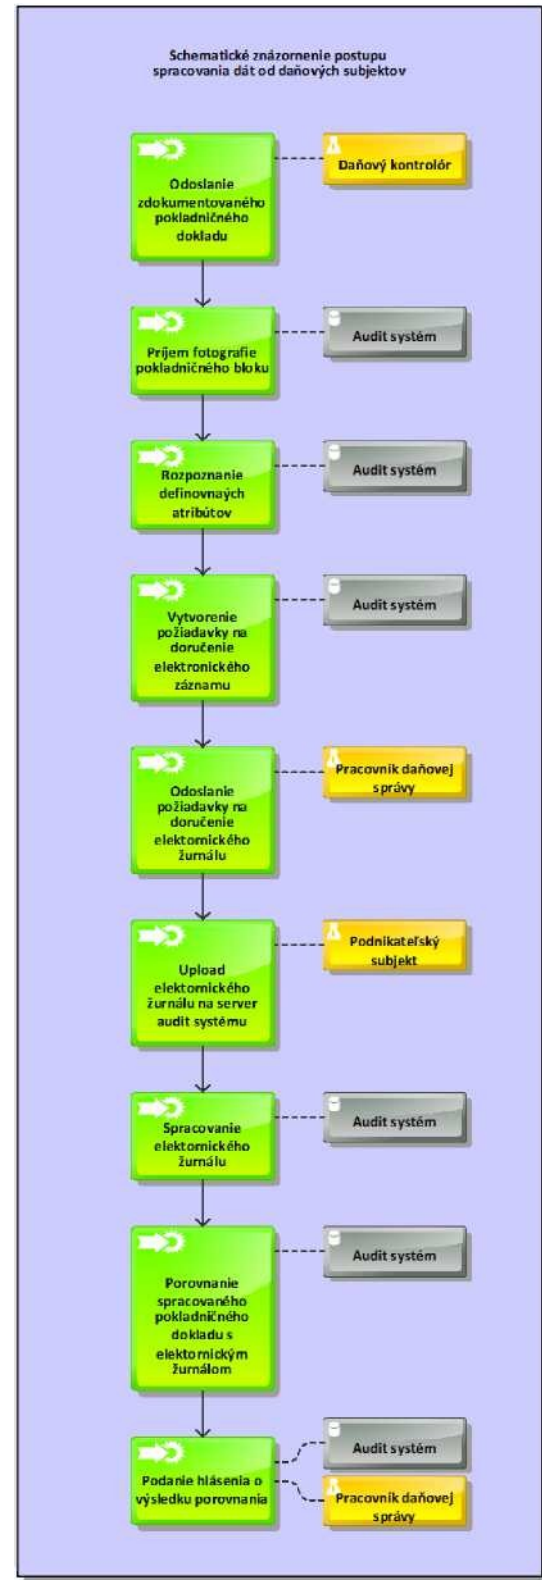 Schematické znázornenie postupu
spracovania dát od daňových subjektov
Odoslanie
zdokumentovaného
pokladničného
dokladu
Daňový kontrolór
Príjem fotografie
pokladničného bloku
Audit systém
Rozpoznanie
definovnaých
atribútov
Audit systém
Vytvorenie
požiadavky na
doručenie
elektronického
záznamu
Audit systém
Odoslanie
požiadavky na
doručenie
elektornického
žurnálu
Pracovník daňovej
správy
Upload
elektornického
žurnálu na server
audit systému
Podnikateľský
subjekt
Spracovanie
elektornického
žurnálu
Audit systém
Porovnanie
spracovaného
pokladničného
dokladu s
elektornickým
žurnálom
Audit systém
Podanie hlásenia o
výsledku porovnania
Audit systém
Pracovník daňovej
správy